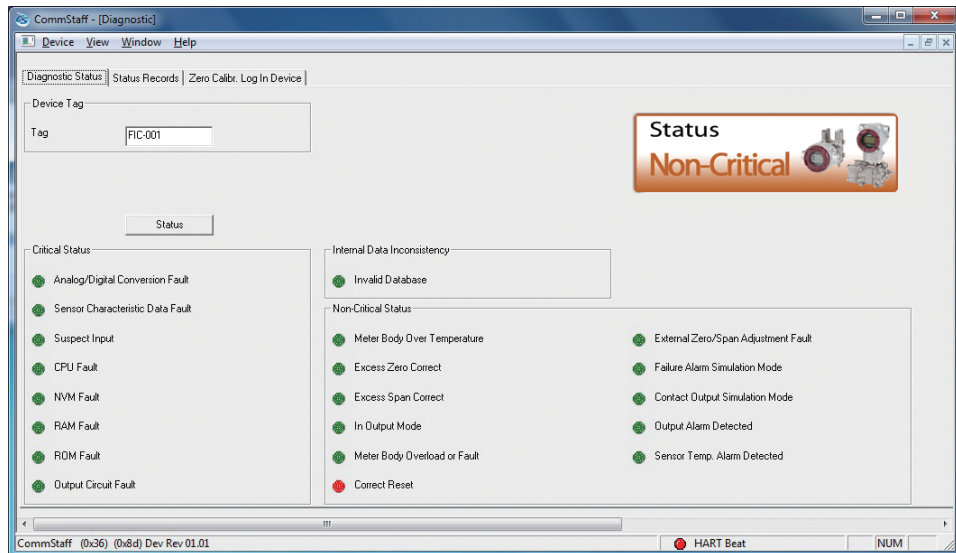 CommStaff - [Diagnostic]
Device View Window Help
Diagnostic Status Status Records Zero Calibr. Log In Device
Device Tag
Tag FIC-001
Status
Non-Critical
Status
Critical Status
Analog/Digital Conversion Fault
Sensor Characteristic Data Fault
Suspect Input
CPU Fault
NVM Fault
RAM Fault
ROM Fault
Output Circuit Fault
Internal Data Inconsistency
Invalid Database
Non-Critical Status
Meter Body Over Temperature
Excess Zero Correct
Excess Span Correct
In Output Mode
Meter Body Overload or Fault
Correct Reset
External Zero/Span Adjustment Fault
Failure Alarm Simulation Mode
Contact Output Simulation Mode
Output Alarm Detected
Sensor Temp. Alarm Detected
CommStaff (0x36) (0x8d) Dev Rev 01.01 HART Beat NUM